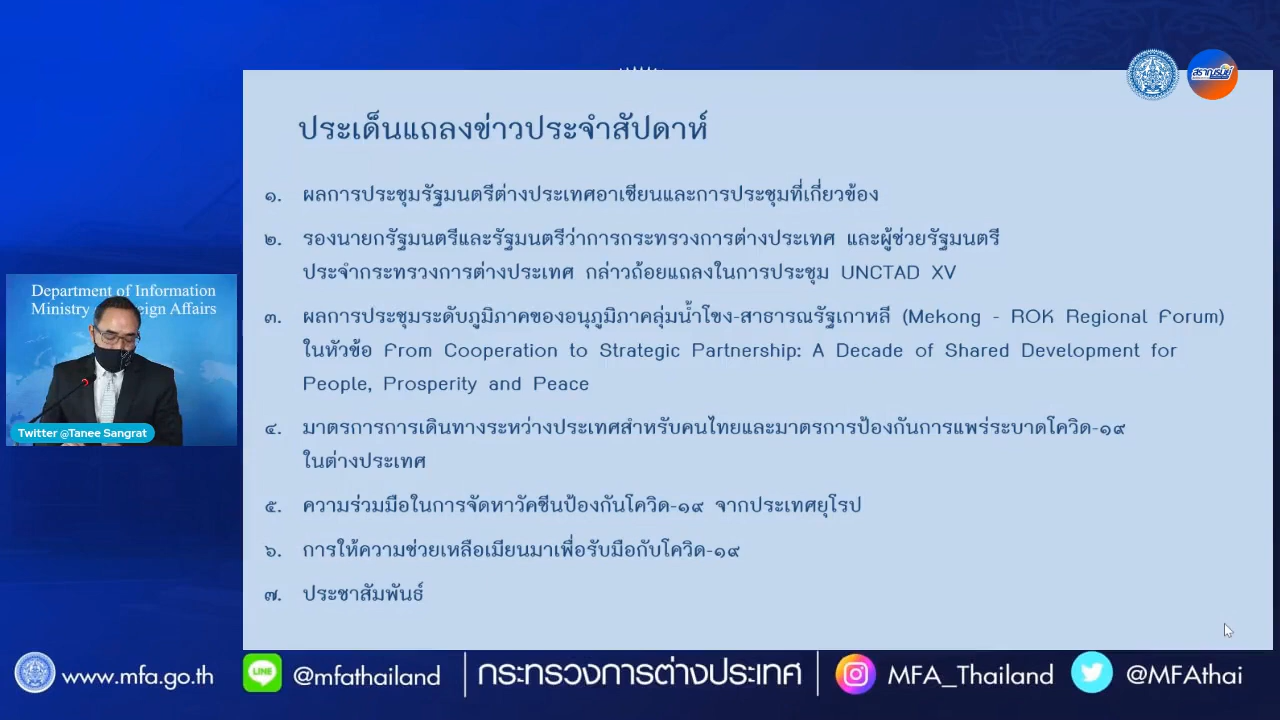 สราญรมย์
ประเด็นแถลงข่าวประจำสัปดาห์
๑. ผลการประชุมรัฐมนตรีต่างประเทศอาเซียนและการประชุมที่เกี่ยวข้อง
๒. รองนายกรัฐมนตรีและรัฐมนตรีว่าการกระทรวงการต่างประเทศ และผู้ช่วยรัฐมนตรี
ประจำกระทรวงการต่างประเทศ กล่าวถ้อยแถลงในการประชุม UNCTAD XV
๓. ผลการประชุมระดับภูมิภาคของอนุภูมิภาคลุ่มน้ำโขง-สาธารณรัฐเกาหลี (Mekong - ROK Regional Forum)
ในหัวข้อ From Cooperation to Strategic Partnership: A Decade of Shared Development for
People, Prosperity and Peace
๔. มาตรการการเดินทางระหว่างประเทศสำหรับคนไทยและมาตรการป้องกันการแพร่ระบาดโควิด-๑๙
ในต่างประเทศ
๕. ความร่วมมือในการจัดหาวัคซีนป้องกันโควิด-๑๙ จากประเทศยุโรป
๖. การให้ความช่วยเหลือเมียนมาเพื่อรับมือกับโควิด-๑๙
๗. ประชาสัมพันธ์
Department of Information
Ministry eign Affairs
Twitter @Tanee Sangrat
www.mfa.go.th
LINE @mfathailand
กระทรวงการต่างประเทศ
MFA_Thailand
@MFAthai